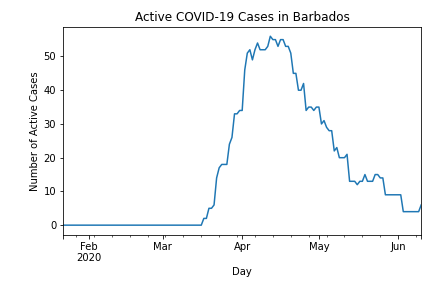 Active COVID-19 Cases in Barbados
Number of Active Cases
50
40
30
20
10
0
Feb
2020
Mar
Apr
May
Jun
Day